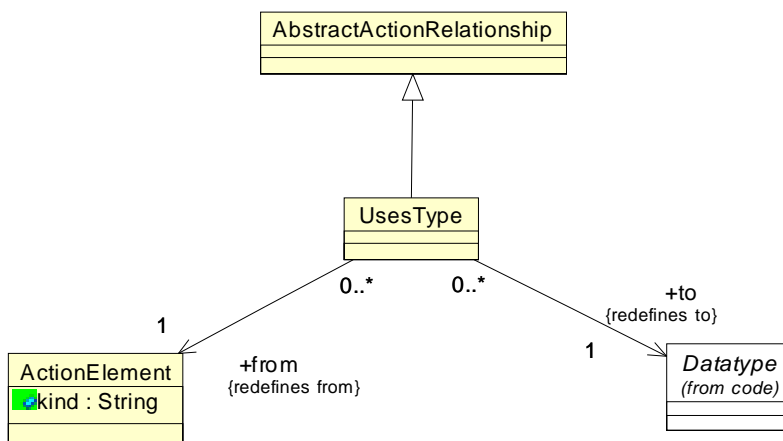 AbstractActionRelationship
UsesType
0..*
0..*
+to
{redefines to}
1
1
+from
{redefines from}
ActionElement
kind : String
Datatype
(from code)